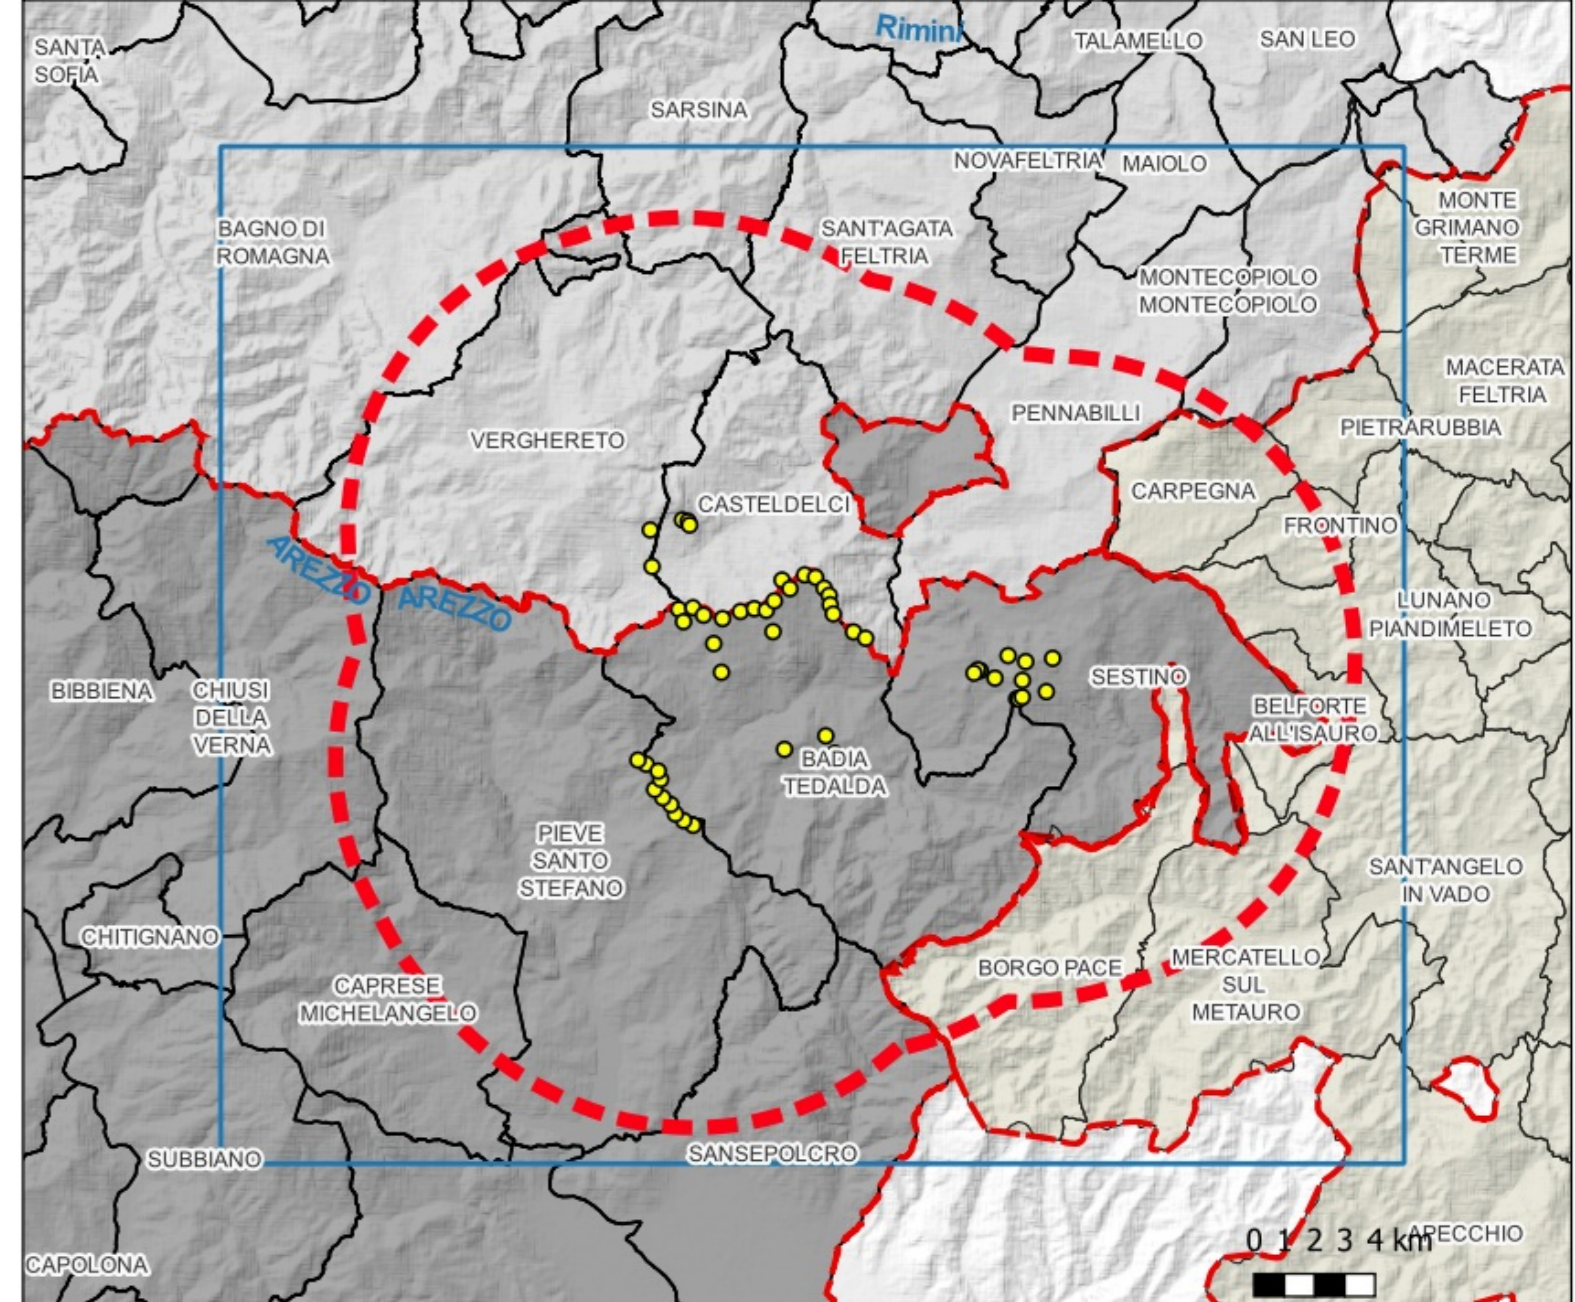 Rimini
SANTA
SOFIA
TALAMELLO
SAN LEO
SARSINA
NOVAFELTRIA
MAIOLO
BAGNO DI
ROMAGNA
SANT'AGATA
FELTRIA
MONTE
GRIMANO
TERME
MONTECOPIOLO
MONTECOPIOLO
MACERATA
FELTRIA
VERGHERETO
PENNABILLI
PIETRARUBBIA
CASTELDELCI
CARPEGNA
FRONTINO
AREZZO
AREZZO
LUNANO
PIANDIMELETO
BIBBIENA
CHIUSI
DELLA
VERNA
SESTINO
BELFORTE
ALL'ISAURO
BADIA
TEDALDA
PIEVE
SANTO
STEFANO
SANT'ANGELO
IN VADO
CHITIGNANO
CAPRESE
MICHELANGELO
BORGO PACE
MERCATELLO
SUL
METAURO
SUBBIANO
SANSEPOLCRO
CAPOLONA
APECCHIO
0 1 2 3 4 km